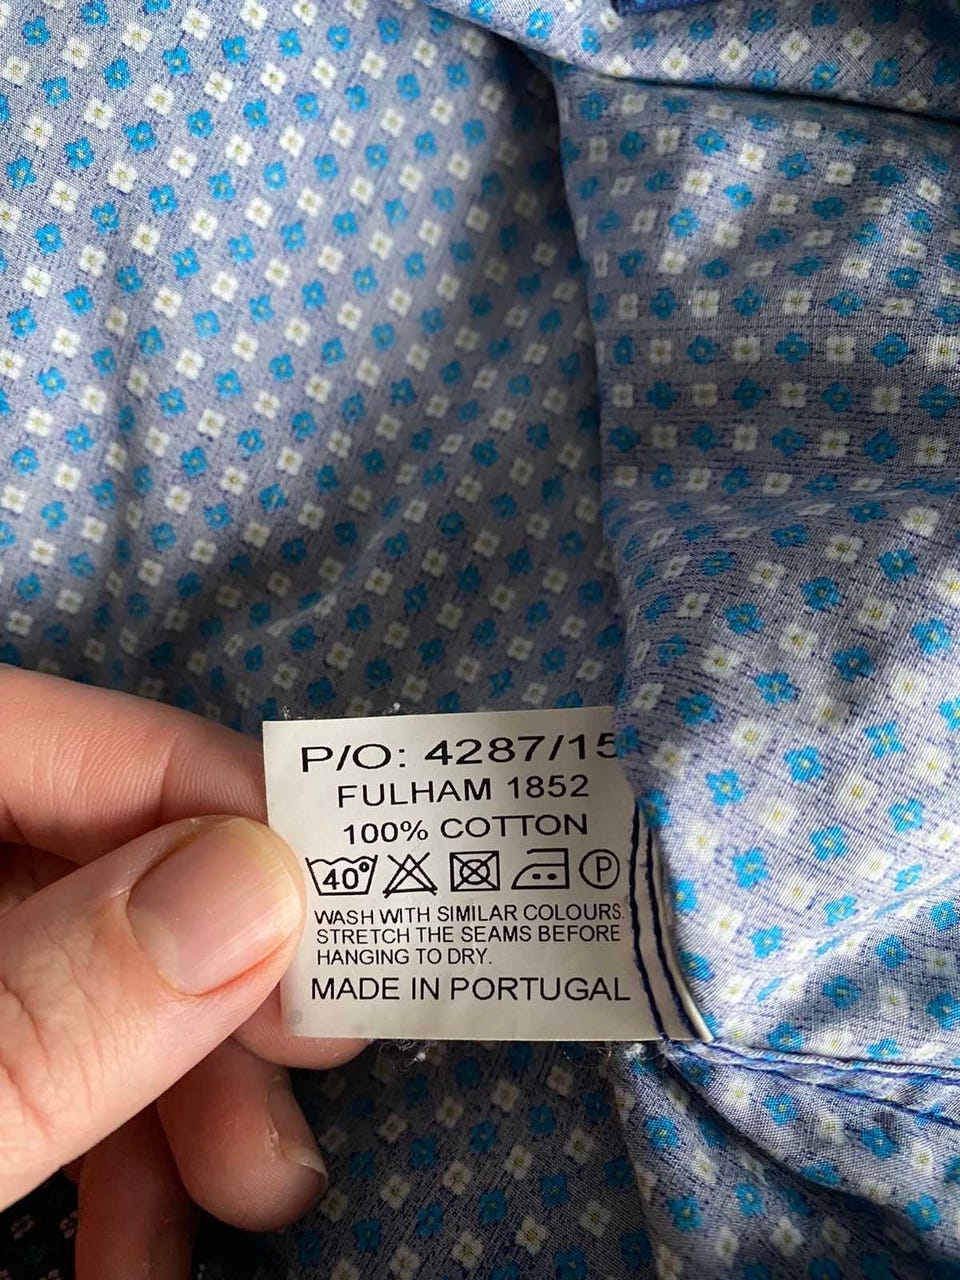 P/O: 4287/15
FULHAM 1852
100% COTTON
40° P
WASH WITH SIMILAR COLOURS.
STRETCH THE SEAMS BEFORE
HANGING TO DRY.
MADE IN PORTUGAL